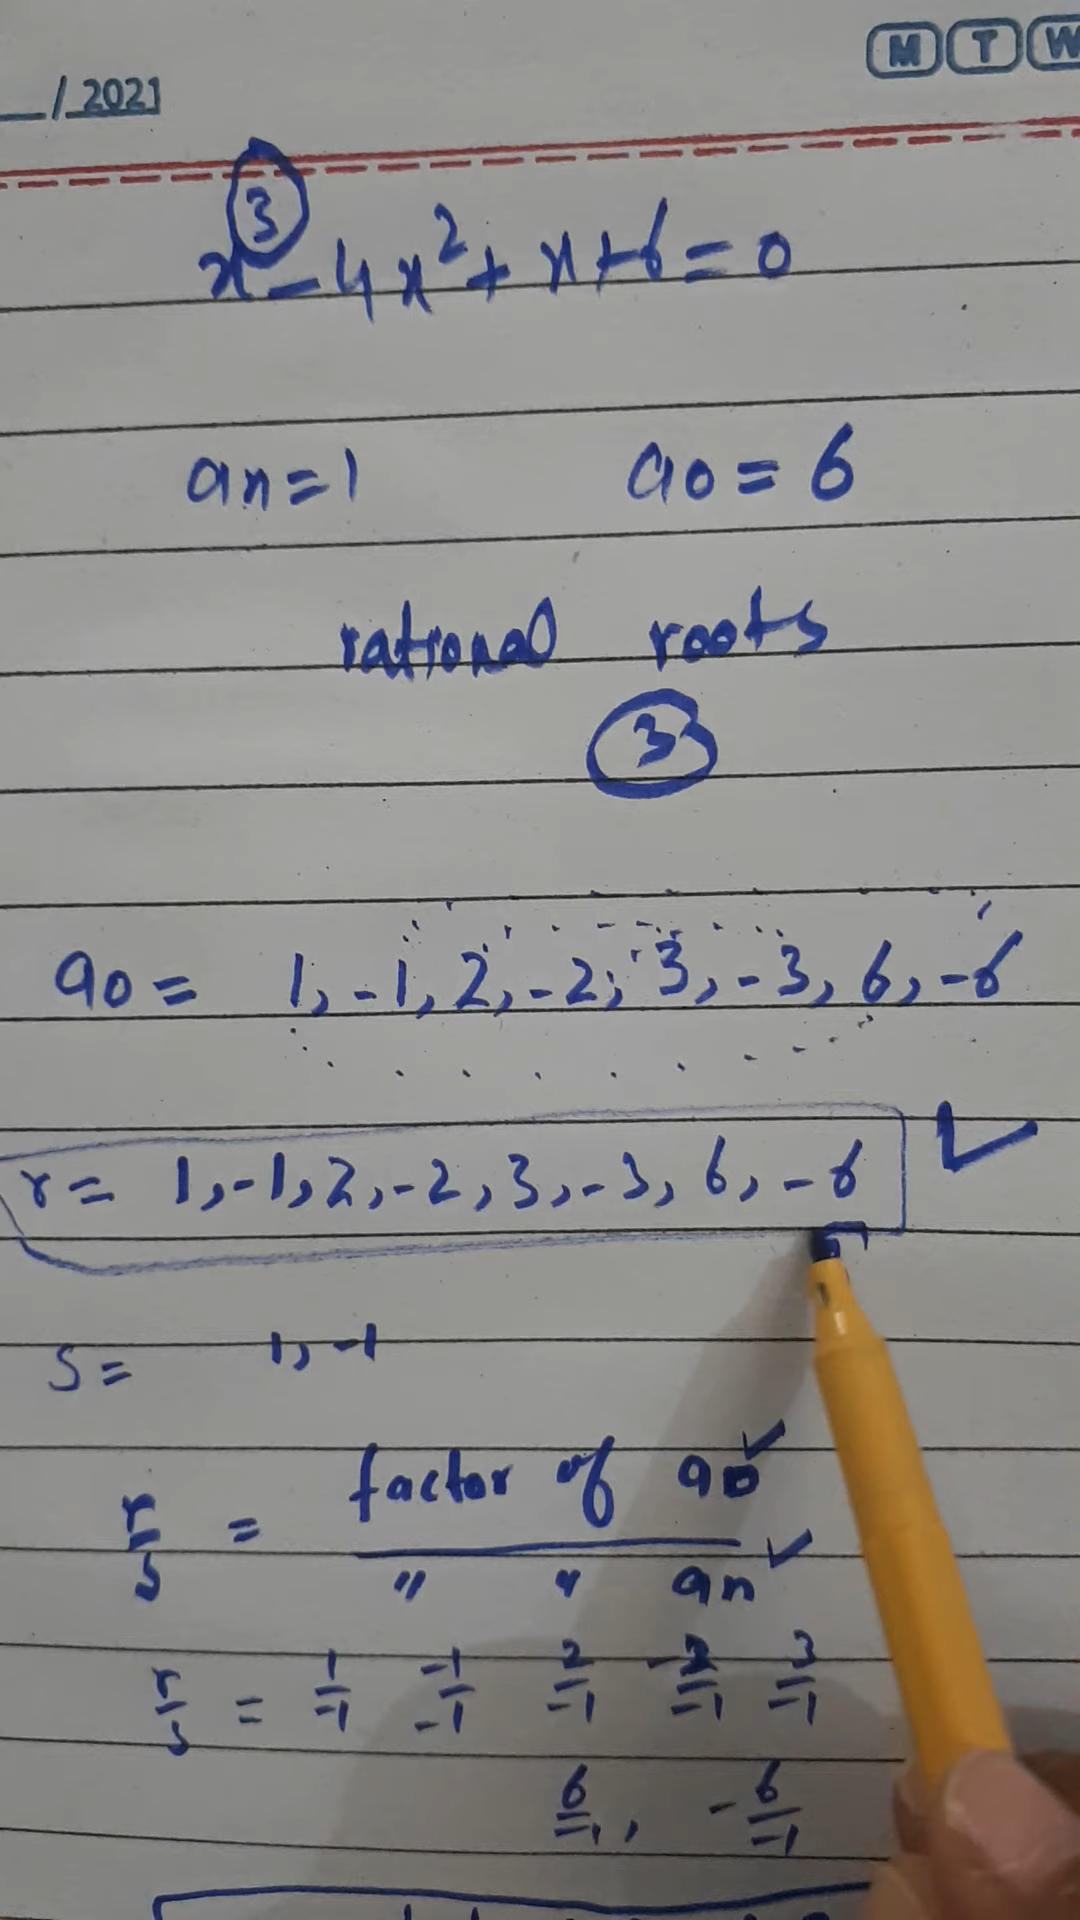 / 2021 M T W
x³ - 4x² + x + 6 = 0
an = 1 a0 = 6
rational roots
3
a0 = 1, -1, 2, -2, 3, -3, 6, -6
r = 1, -1, 2, -2, 3, -3, 6, -6
s = 1, -1
r/s = factor of a0 / " " an
r/s = 1/-1 -1/-1 2/-1 -2/-1 3/-1
6/-1, -6/-1